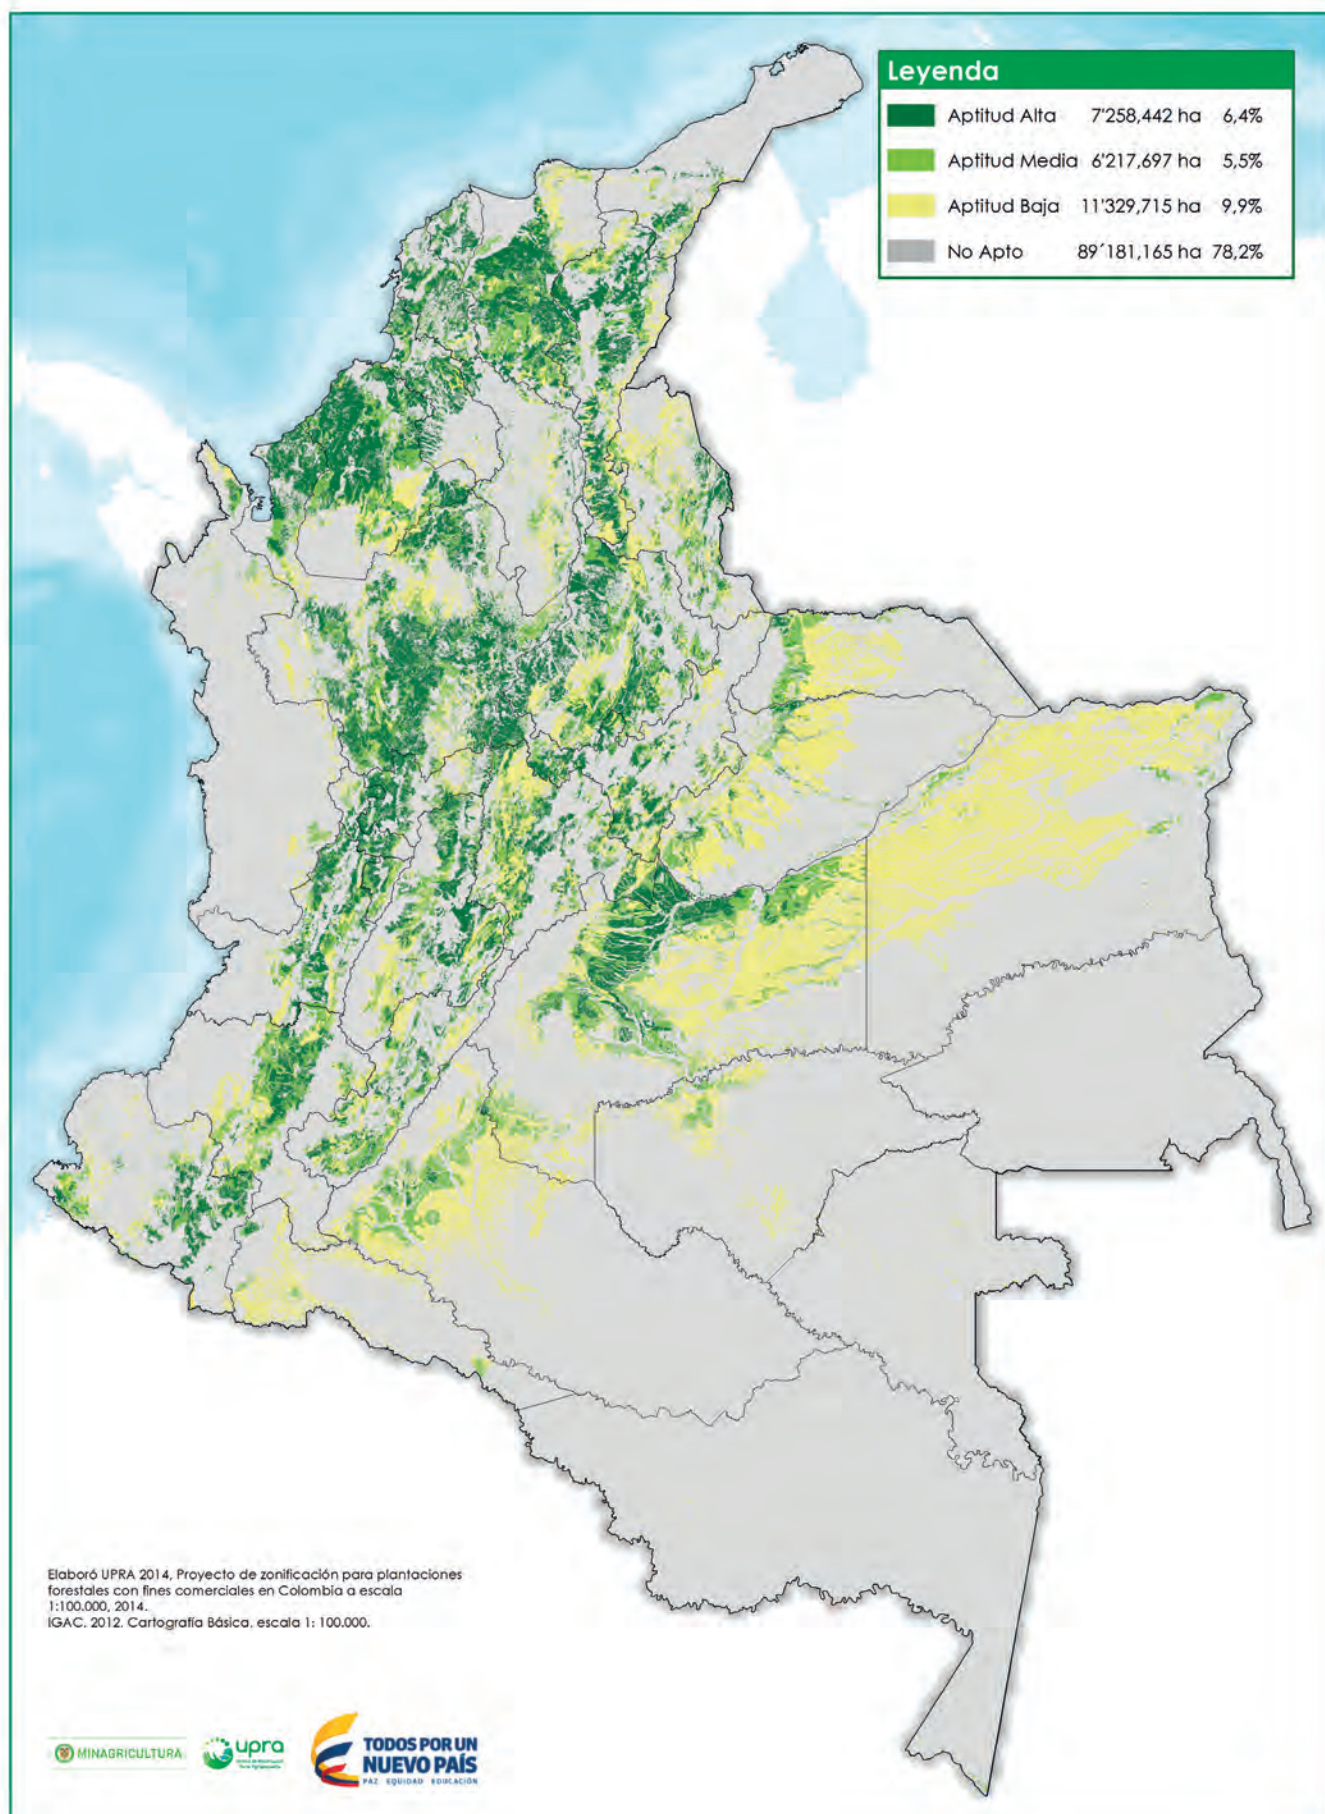 Leyenda
Aptitud Alta 7'258,442 ha 6,4%
Aptitud Media 6'217,697 ha 5,5%
Aptitud Baja 11'329,715 ha 9,9%
No Apto 89´181,165 ha 78,2%
Elaboró UPRA 2014, Proyecto de zonificación para plantaciones
forestales con fines comerciales en Colombia a escala
1:100.000, 2014.
IGAC. 2012. Cartografía Básica, escala 1: 100.000.
MINAGRICULTURA
upra
TODOS POR UN
NUEVO PAÍS
PAZ EQUIDAD EDUCACIÓN